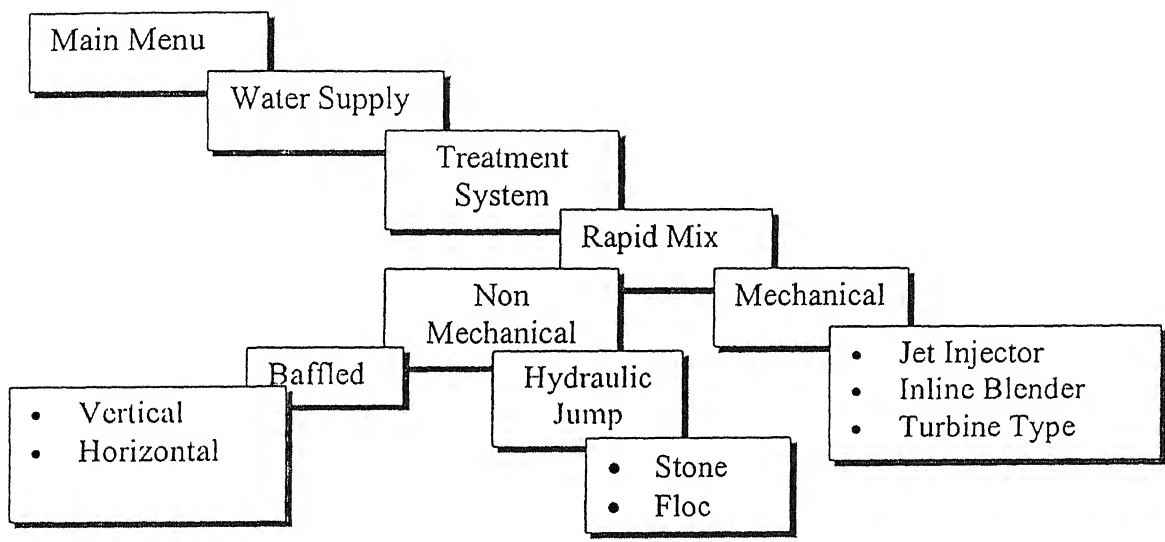 Main Menu
Water Supply
Treatment
System
Rapid Mix
Non
Mechanical
Mechanical
Baffled
Hydraulic
Jump
• Jet Injector
• Inline Blender
• Turbine Type
• Vertical
• Horizontal
• Stone
• Floc